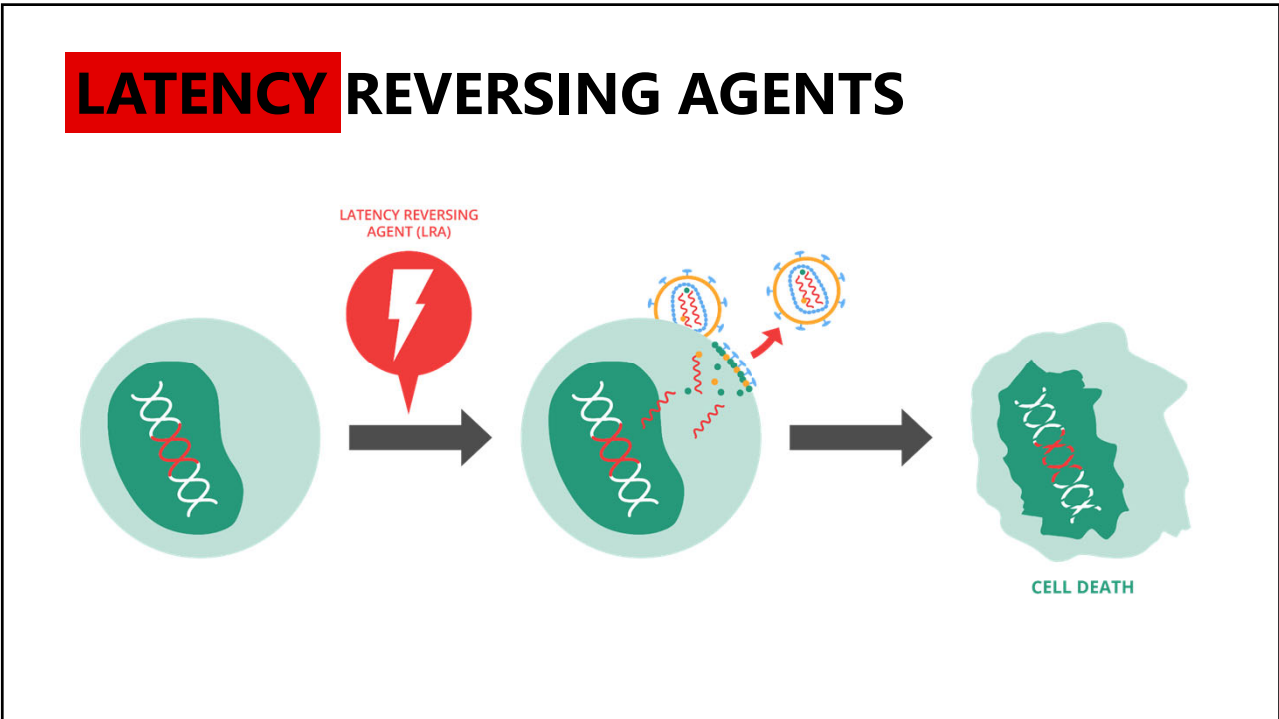 LATENCY REVERSING AGENTS
LATENCY REVERSING
AGENT (LRA)
CELL DEATH